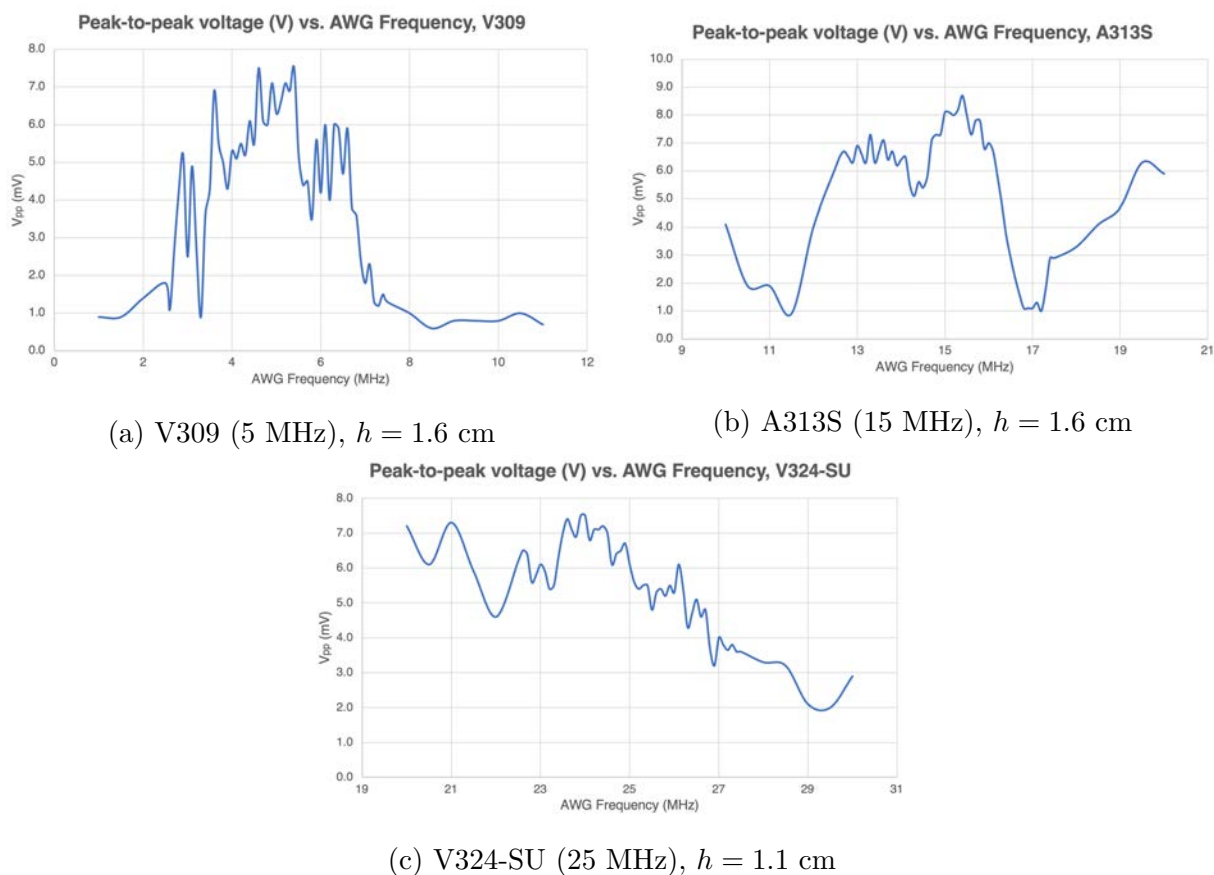 Peak-to-peak voltage (V) vs. AWG Frequency, V309
8.0
7.0
6.0
5.0
4.0
3.0
2.0
1.0
0.0
Vpp (mV)
0 2 4 6 8 10 12
AWG Frequency (MHz)
(a) V309 (5 MHz), h = 1.6 cm
Peak-to-peak voltage (V) vs. AWG Frequency, A313S
10.0
9.0
8.0
7.0
6.0
5.0
4.0
3.0
2.0
1.0
0.0
Vpp (mV)
9 11 13 15 17 19 21
AWG Frequency (MHz)
(b) A313S (15 MHz), h = 1.6 cm
Peak-to-peak voltage (V) vs. AWG Frequency, V324-SU
8.0
7.0
6.0
5.0
4.0
3.0
2.0
1.0
0.0
Vpp (mV)
19 21 23 25 27 29 31
AWG Frequency (MHz)
(c) V324-SU (25 MHz), h = 1.1 cm